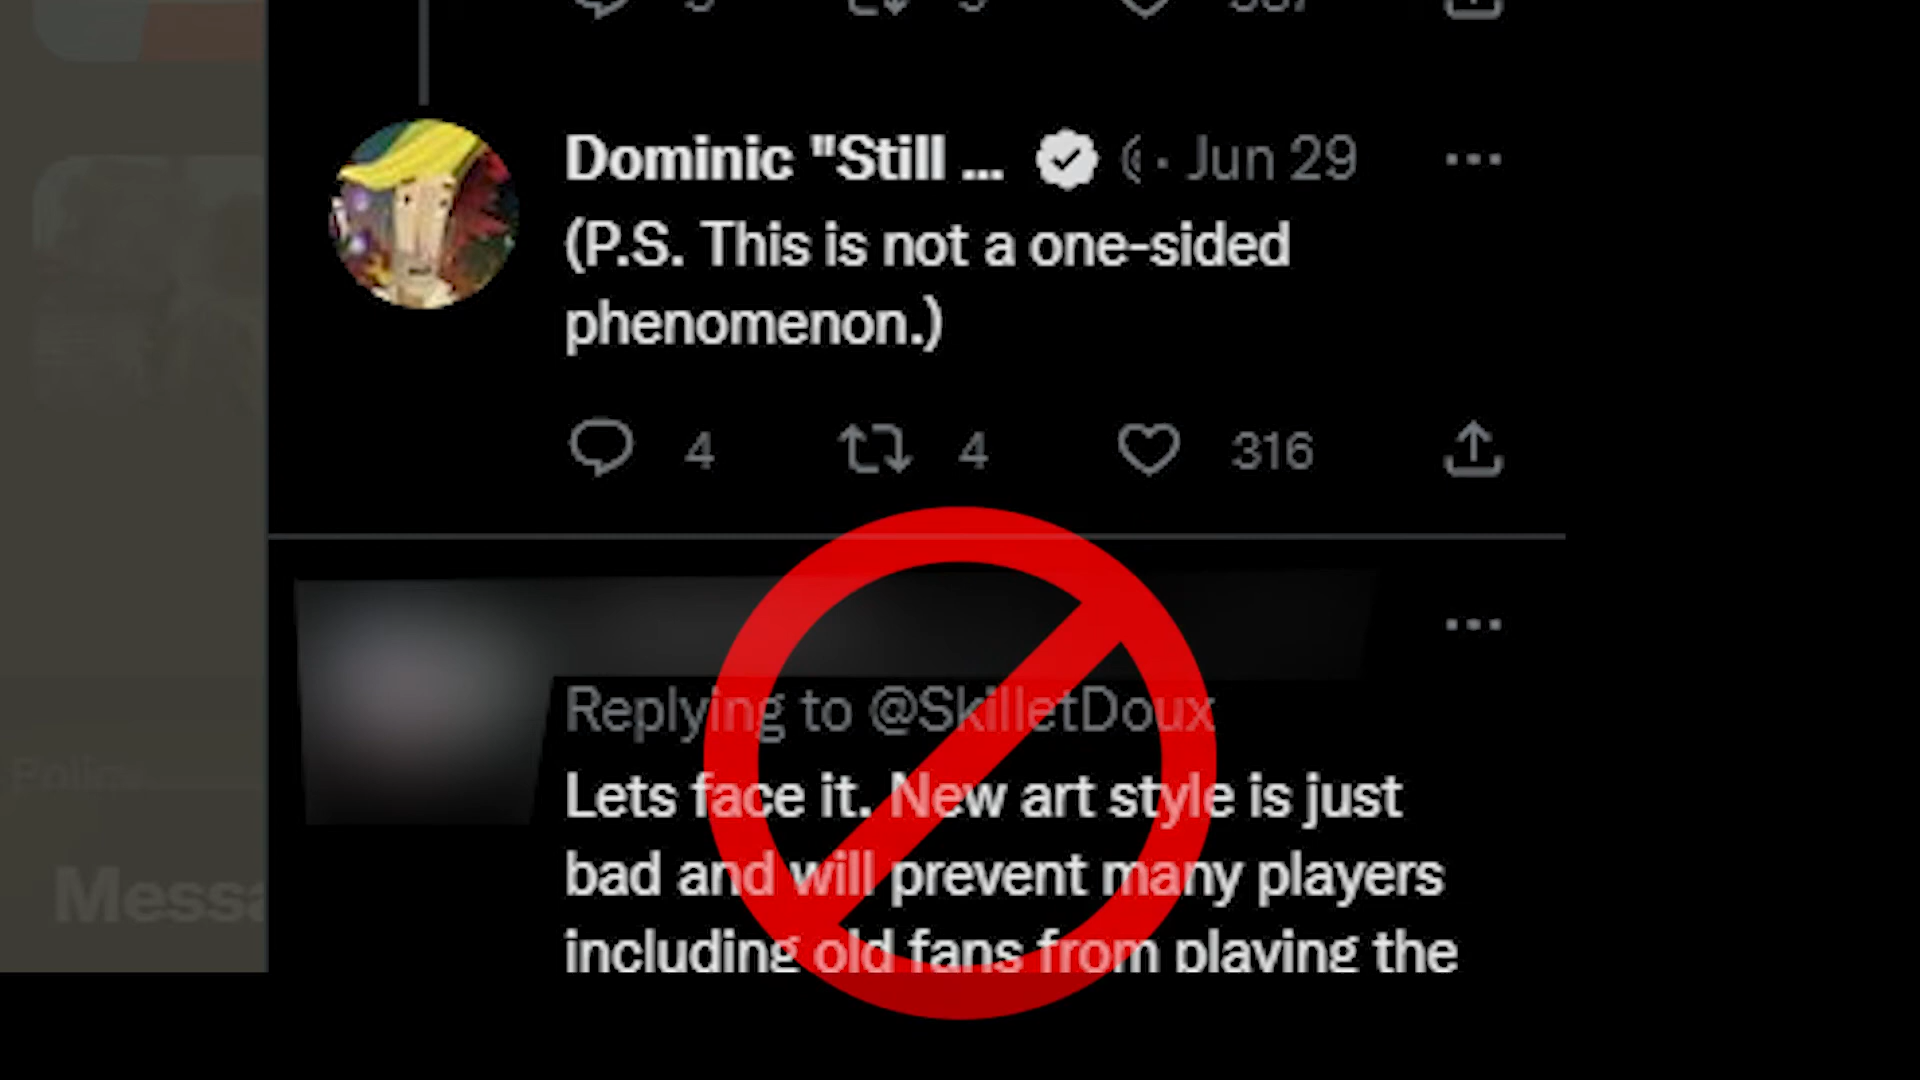 Dominic "Still ... · Jun 29
(P.S. This is not a one-sided
phenomenon.)
4 4 316
Replying to @SkilletDoux
Lets face it. New art style is just
bad and will prevent many players
including old fans from playing the
Messa